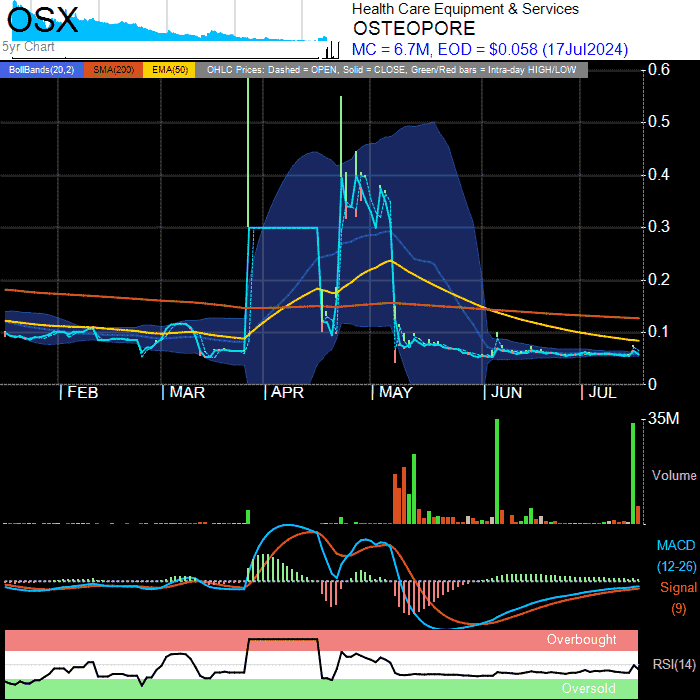 OSX
5yr Chart
Health Care Equipment & Services
OSTEOPORE
MC = 6.7M, EOD = $0.058 (17Jul2024)
BollBands(20,2) SMA(200) EMA(50) OHLC Prices: Dashed = OPEN, Solid = CLOSE, Green/Red bars = Intra-day HIGH/LOW
0.6
0.5
0.4
0.3
0.2
0.1
0
FEB MAR APR MAY JUN JUL
35M
Volume
MACD
(12-26)
Signal
(9)
Overbought
RSI(14)
Oversold